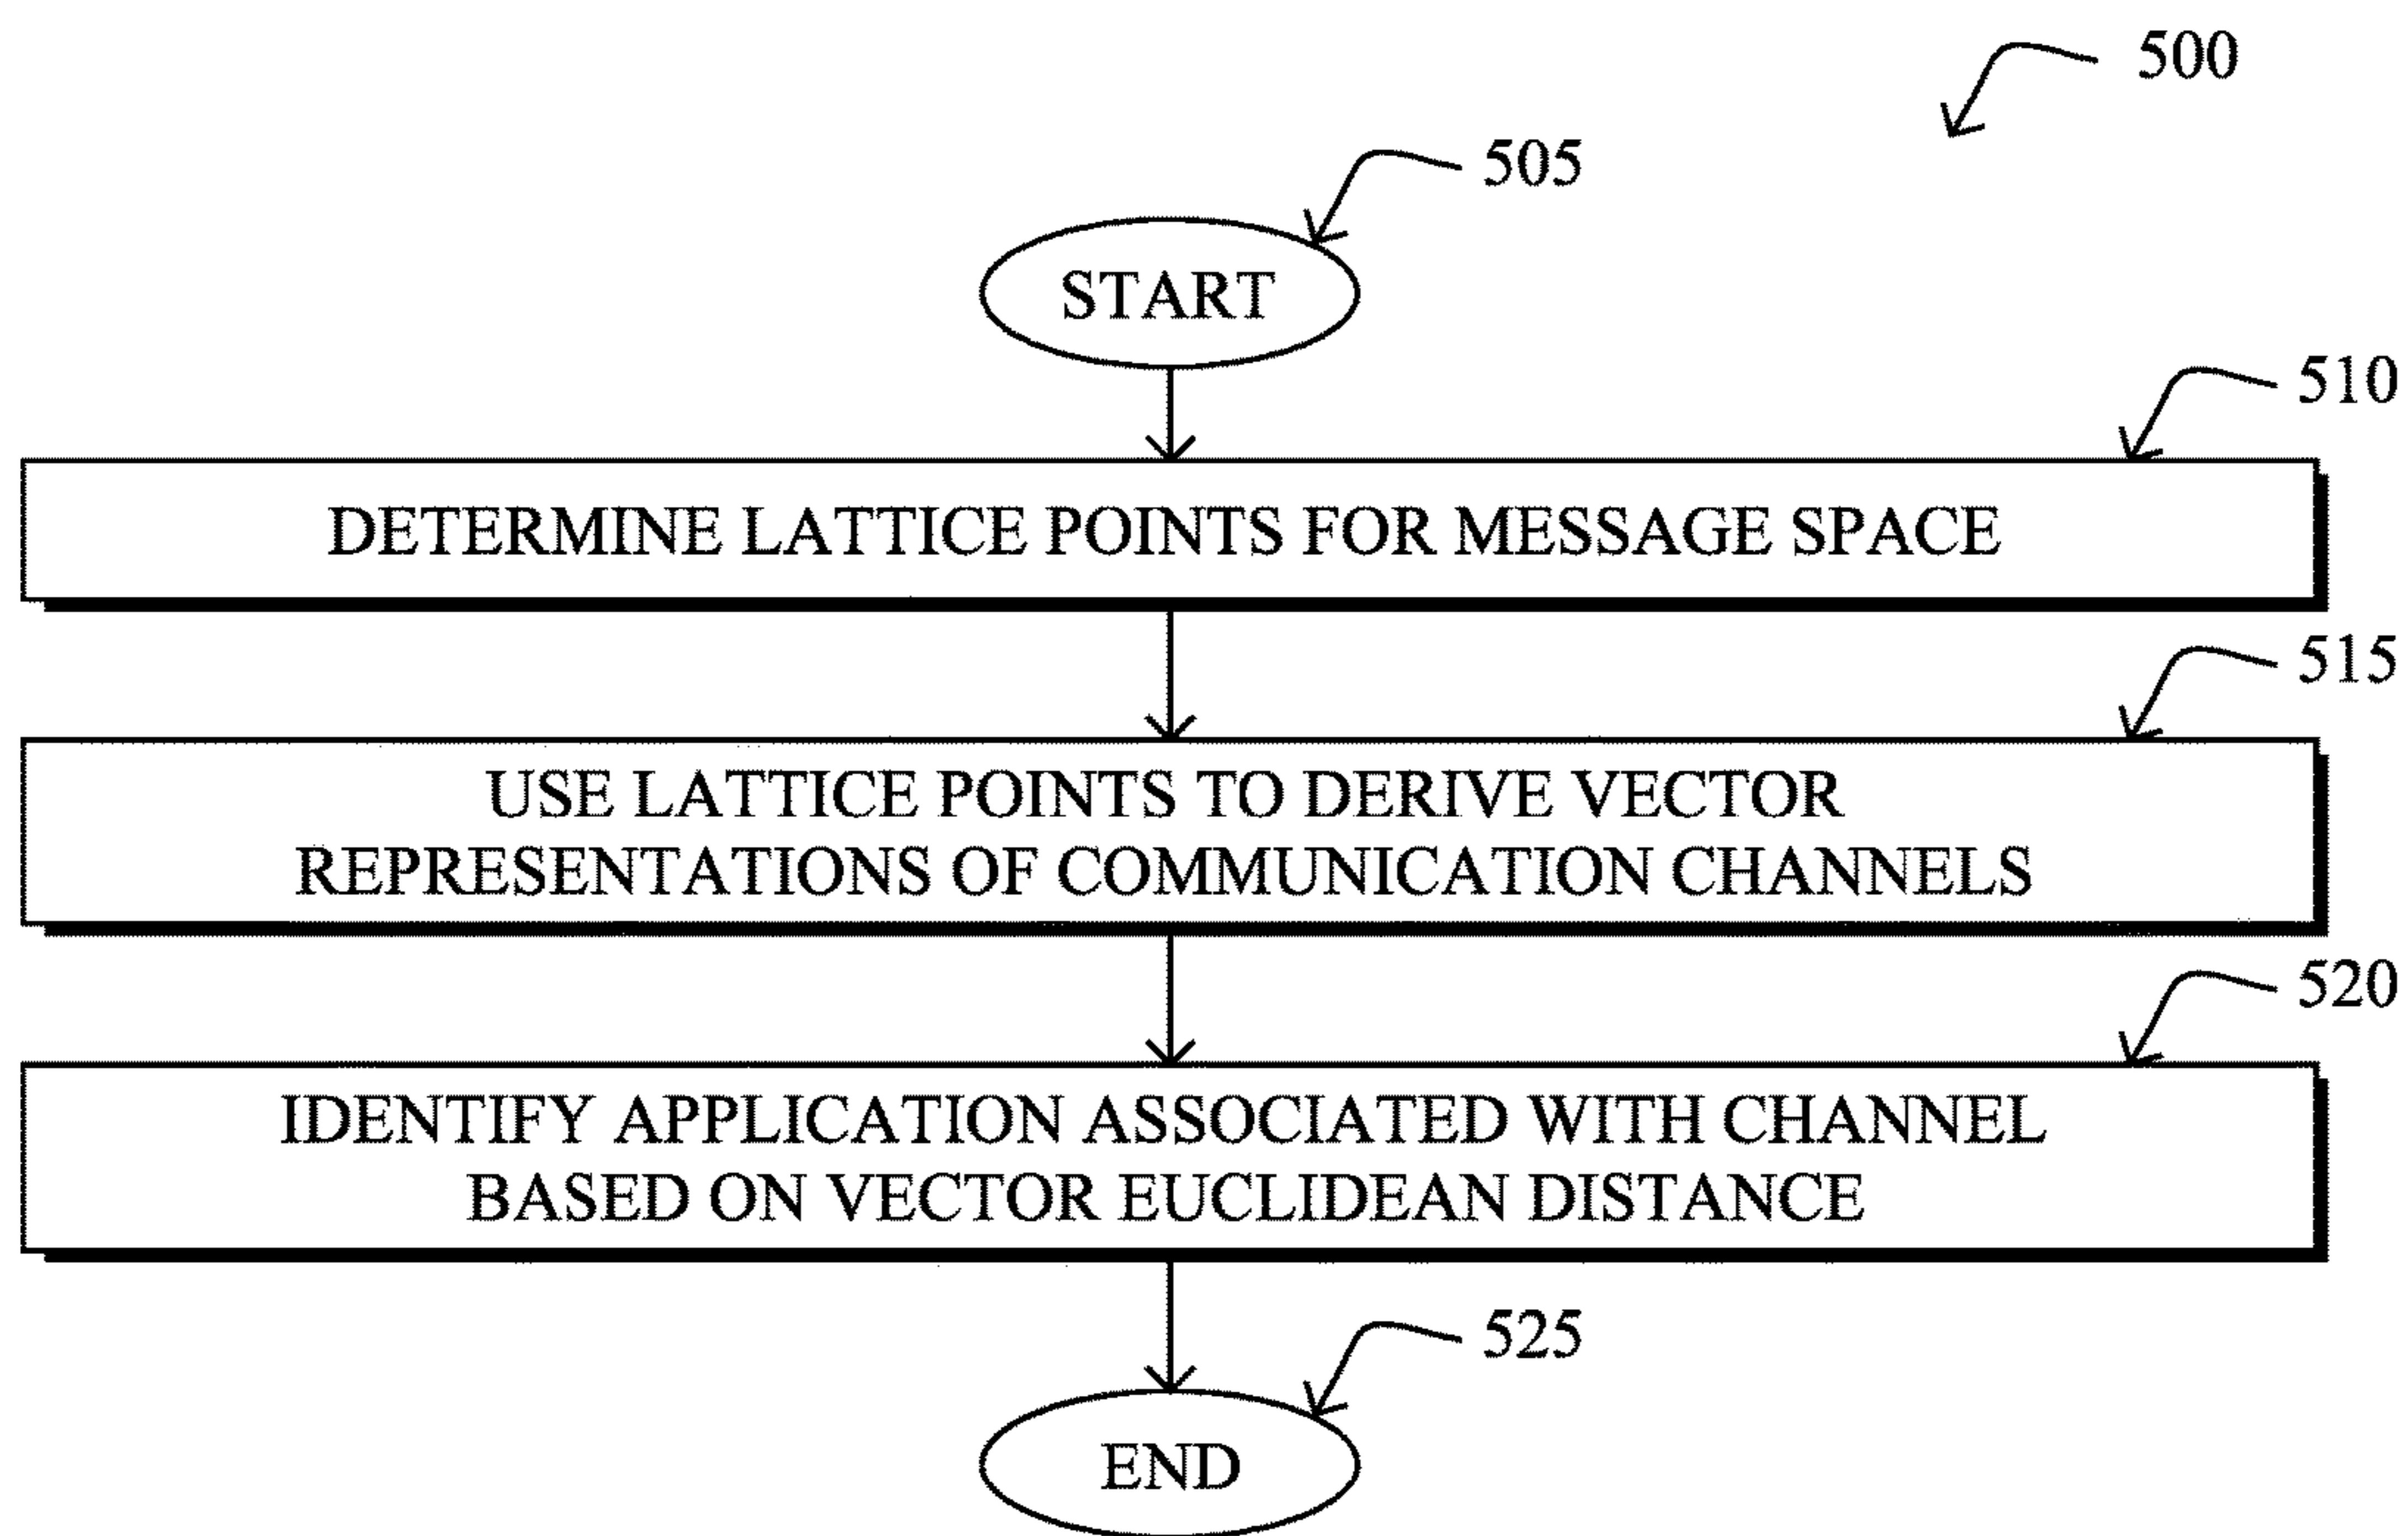 500
505
START
510
DETERMINE LATTICE POINTS FOR MESSAGE SPACE
515
USE LATTICE POINTS TO DERIVE VECTOR
REPRESENTATIONS OF COMMUNICATION CHANNELS
520
IDENTIFY APPLICATION ASSOCIATED WITH CHANNEL
BASED ON VECTOR EUCLIDEAN DISTANCE
525
END